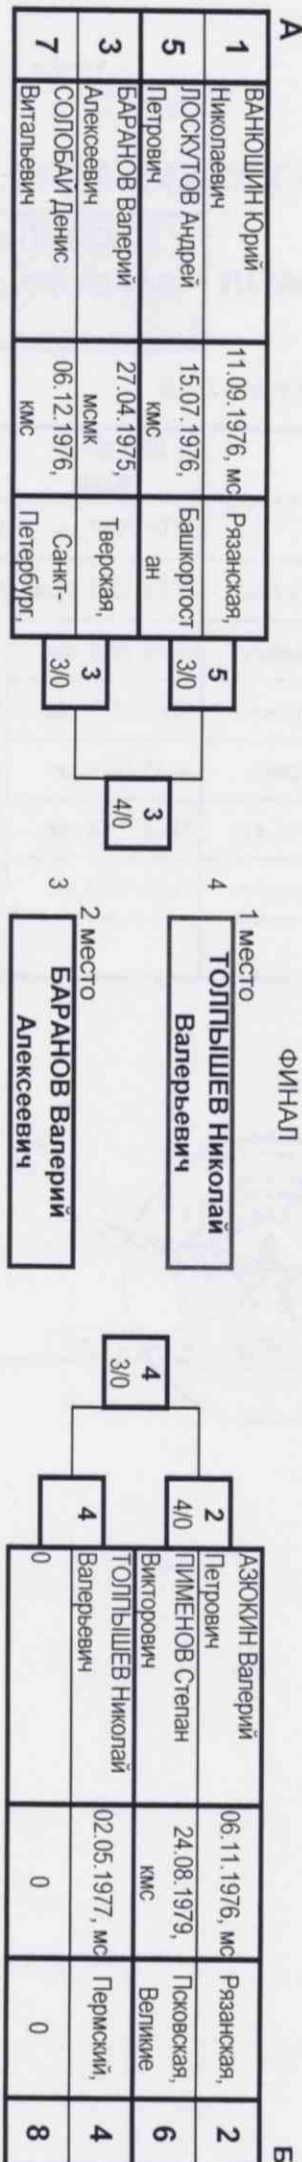 А
1
ВАНЮШИН Юрий
Николаевич
11.09.1976, мс
Рязанская,
5
ЛОСКУТОВ Андрей
Петрович
15.07.1976,
кмс
Башкортост
ан
3
БАРАНОВ Валерий
Алексеевич
27.04.1975,
мсмк
Тверская,
7
СОЛОБАЙ Денис
Витальевич
06.12.1976,
кмс
Санкт-
Петербург,
5
3/0
3
3/0
3
4/0
ФИНАЛ
1 место
4
ТОЛПЫШЕВ Николай
Валерьевич
2 место
3
БАРАНОВ Валерий
Алексеевич
4
3/0
2
4/0
4
Б
АЗЮКИН Валерий
Петрович
06.11.1976, мс
Рязанская,
2
ПИМЕНОВ Степан
Викторович
24.08.1979,
кмс
Псковская,
Великие
6
ТОЛПЫШЕВ Николай
Валерьевич
02.05.1977, мс
Пермский,
4
0
0
0
8